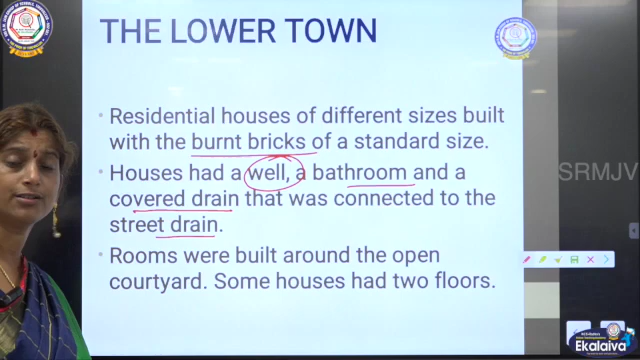 THE LOWER TOWN
• Residential houses of different sizes built
with the burnt bricks of a standard size.
• Houses had a well, a bathroom and a
covered drain that was connected to the
street drain.
• Rooms were built around the open
courtyard. Some houses had two floors.
SRMJV
Ekalaiva